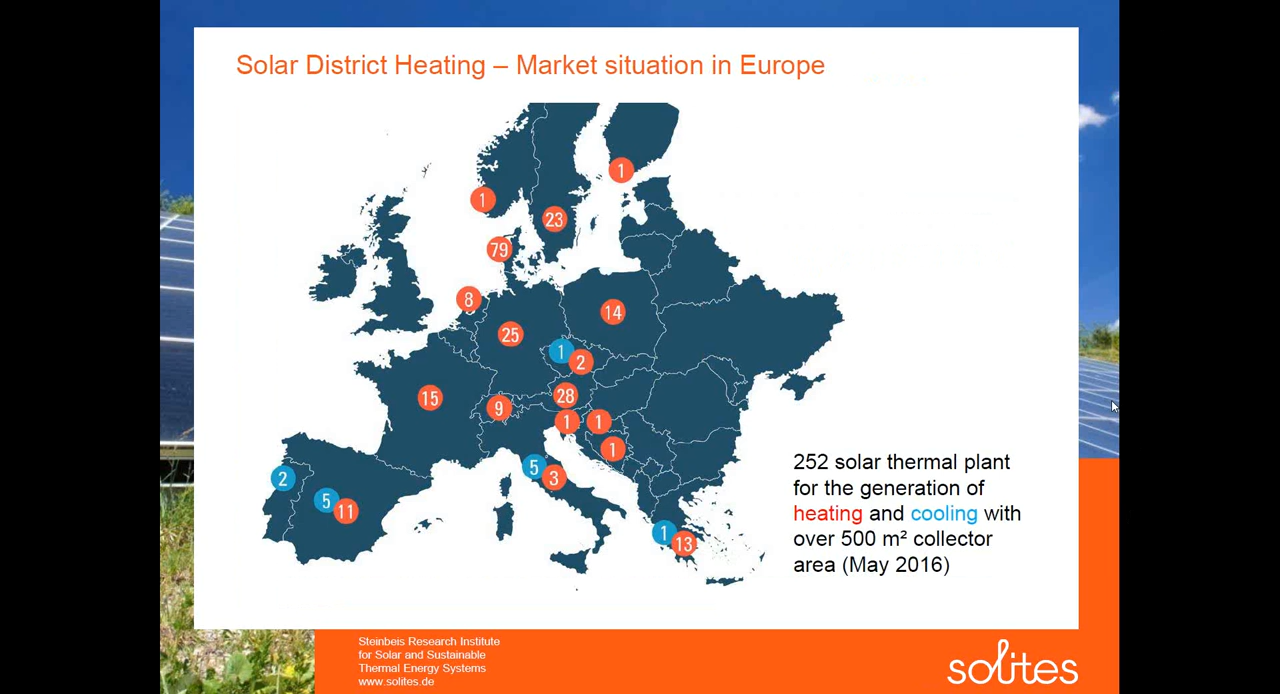 Solar District Heating – Market situation in Europe
1
1
23
79
8
14
25
1
2
15
9
28
1
1
1
2
5
11
5
3
1
13
252 solar thermal plant
for the generation of
heating and cooling with
over 500 m² collector
area (May 2016)
Steinbeis Research Institute
for Solar and Sustainable
Thermal Energy Systems
www.solites.de
solites